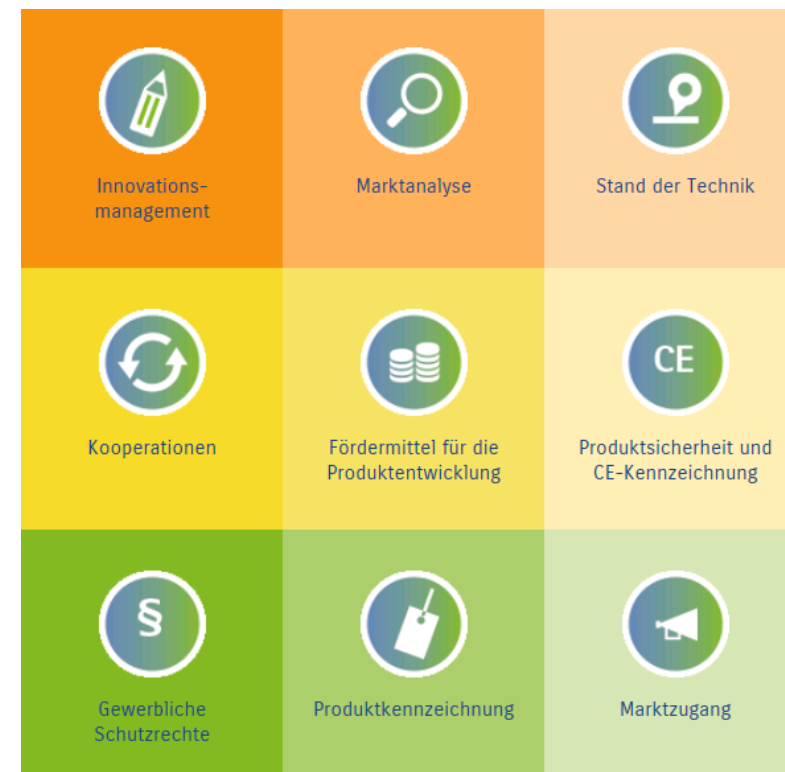 Innovations-
management
Marktanalyse
Stand der Technik
Kooperationen
Fördermittel für die
Produktentwicklung
CE
Produktsicherheit und
CE-Kennzeichnung
§
Gewerbliche
Schutzrechte
Produktkennzeichnung
Marktzugang